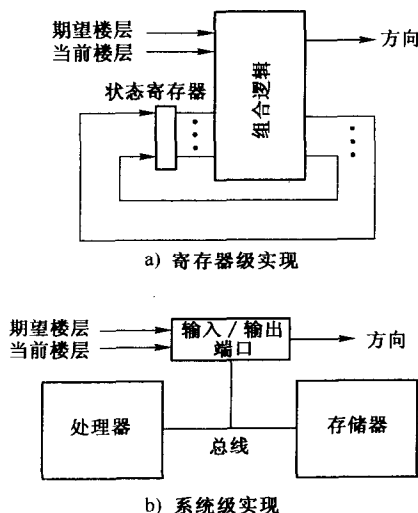 期望楼层
当前楼层
方向
状态寄存器
组合逻辑
a) 寄存器级实现
期望楼层
当前楼层
输入/输出
端口
方向
处理器
总线
存储器
b) 系统级实现